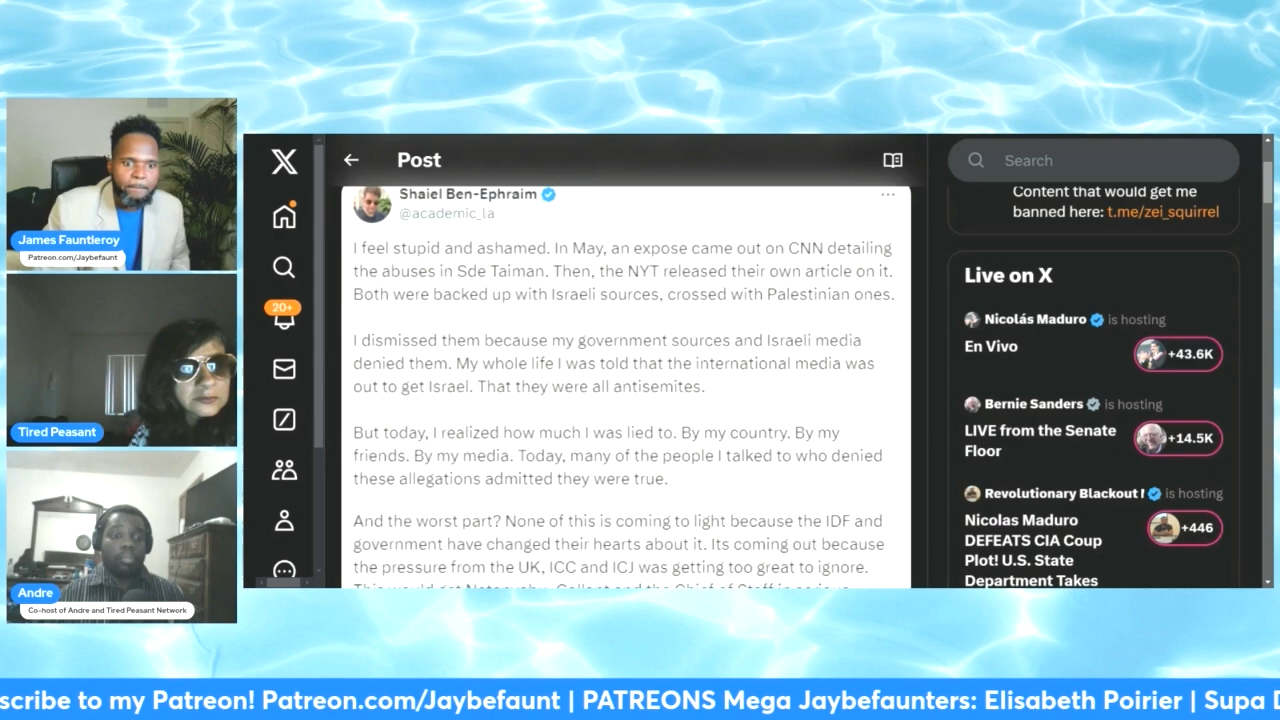 James Fauntleroy
Patreon.com/Jaybefaunt
Tired Peasant
Andre
Co-host of Andre and Tired Peasant Network
X
20+
Post
Shaiel Ben-Ephraim
@academic_la
I feel stupid and ashamed. In May, an expose came out on CNN detailing
the abuses in Sde Taiman. Then, the NYT released their own article on it.
Both were backed up with Israeli sources, crossed with Palestinian ones.
I dismissed them because my government sources and Israeli media
denied them. My whole life I was told that the international media was
out to get Israel. That they were all antisemites.
But today, I realized how much I was lied to. By my country. By my
friends. By my media. Today, many of the people I talked to who denied
these allegations admitted they were true.
And the worst part? None of this is coming to light because the IDF and
government have changed their hearts about it. Its coming out because
the pressure from the UK, ICC and ICJ was getting too great to ignore.
Search
Content that would get me
banned here: t.me/zei_squirrel
Live on X
Nicolás Maduro is hosting
En Vivo
+43.6K
Bernie Sanders is hosting
LIVE from the Senate
Floor
+14.5K
Revolutionary Blackout is hosting
Nicolas Maduro
DEFEATS CIA Coup
Plot! U.S. State
Department Takes
+446
scribe to my Patreon! Patreon.com/Jaybefaunt | PATREONS Mega Jaybefaunters: Elisabeth Poirier | Supa